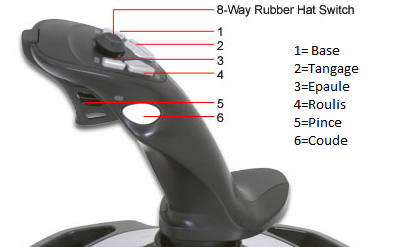 8-Way Rubber Hat Switch
1
2
3
4
5
6
1= Base
2=Tangage
3=Epaule
4=Roulis
5=Pince
6=Coude